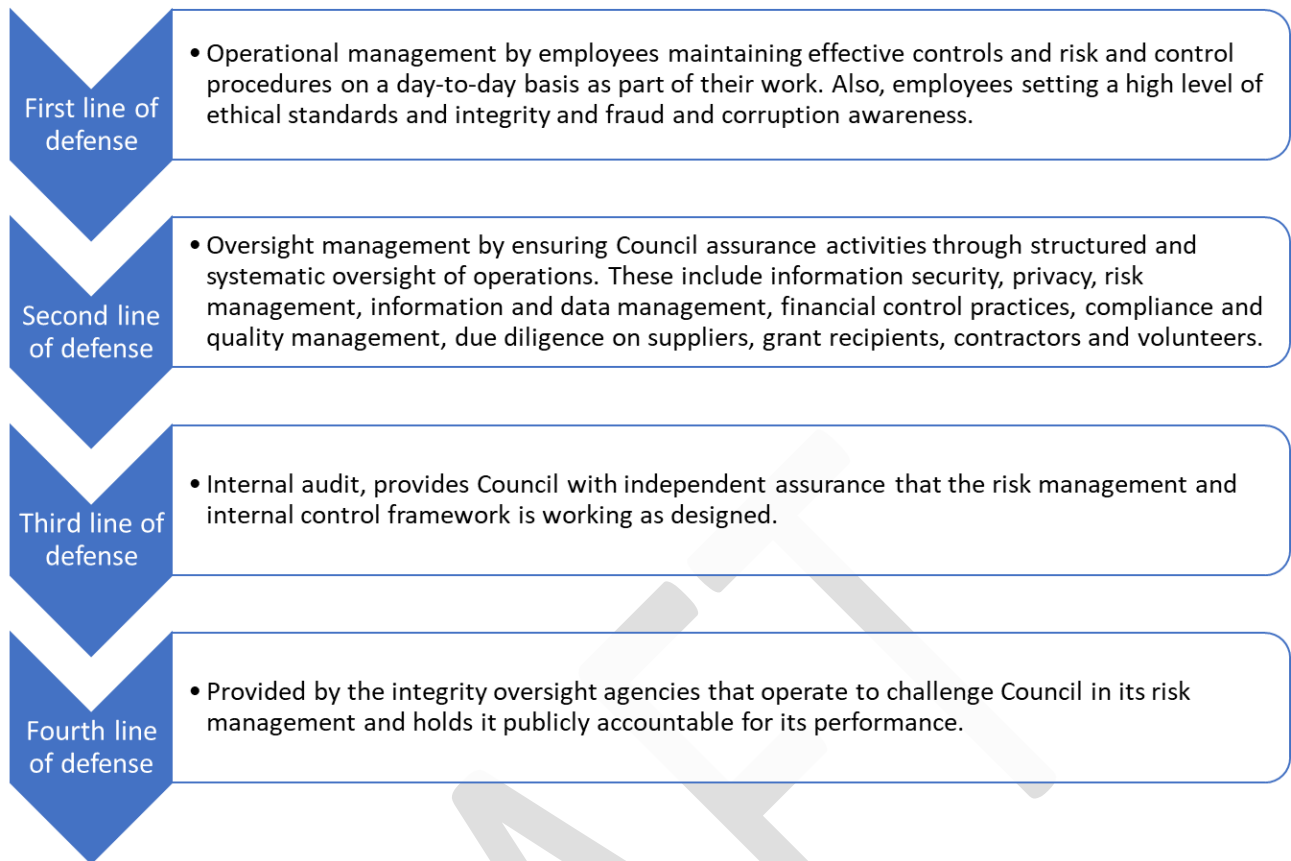 First line of
defense
• Operational management by employees maintaining effective controls and risk and control
procedures on a day-to-day basis as part of their work. Also, employees setting a high level of
ethical standards and integrity and fraud and corruption awareness.
Second line
of defense
• Oversight management by ensuring Council assurance activities through structured and
systematic oversight of operations. These include information security, privacy, risk
management, information and data management, financial control practices, compliance and
quality management, due diligence on suppliers, grant recipients, contractors and volunteers.
Third line of
defense
• Internal audit, provides Council with independent assurance that the risk management and
internal control framework is working as designed.
Fourth line
of defense
• Provided by the integrity oversight agencies that operate to challenge Council in its risk
management and holds it publicly accountable for its performance.